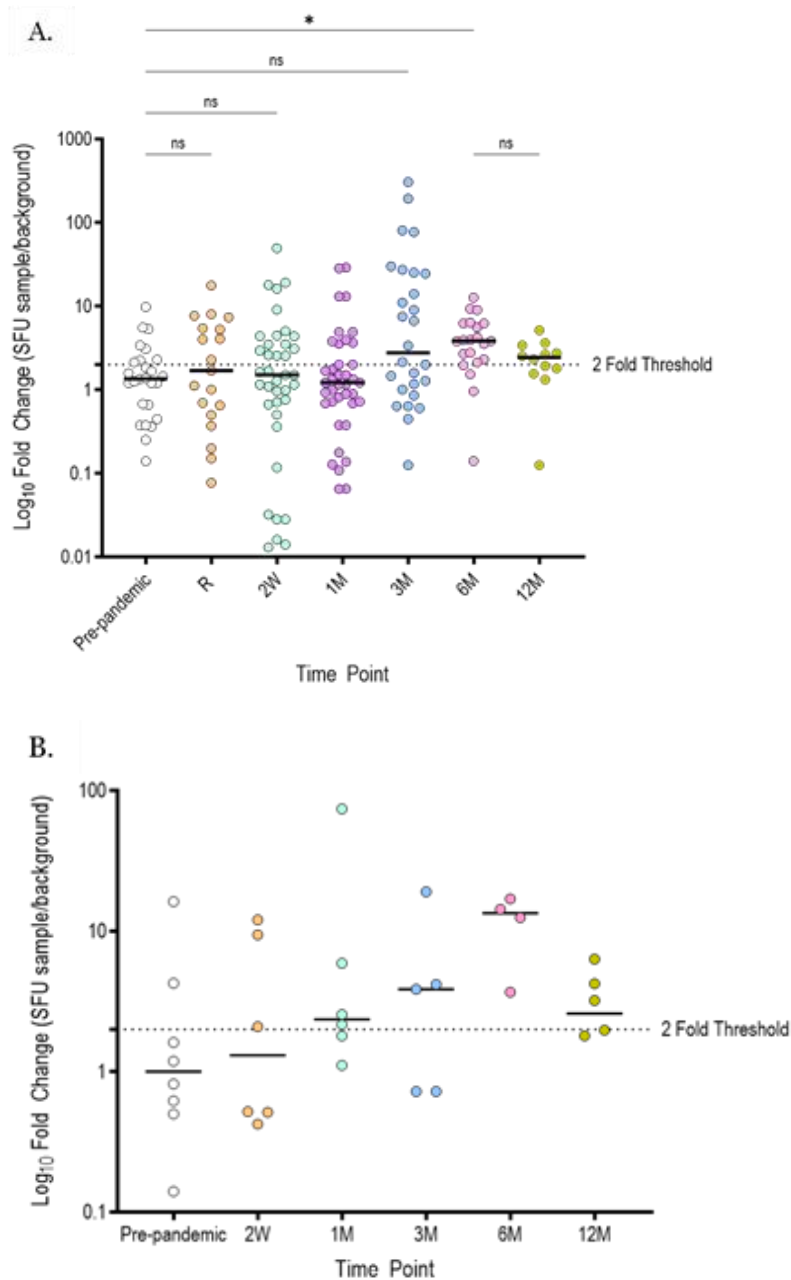 A.
*
ns
ns
ns
ns
1000
100
10
1
0.1
0.01
Log10 Fold Change (SFU sample/background)
2 Fold Threshold
Pre-pandemic
R
2W
1M
3M
6M
12M
Time Point
B.
100
10
1
0.1
Log10 Fold Change (SFU sample/background)
2 Fold Threshold
Pre-pandemic
2W
1M
3M
6M
12M
Time Point